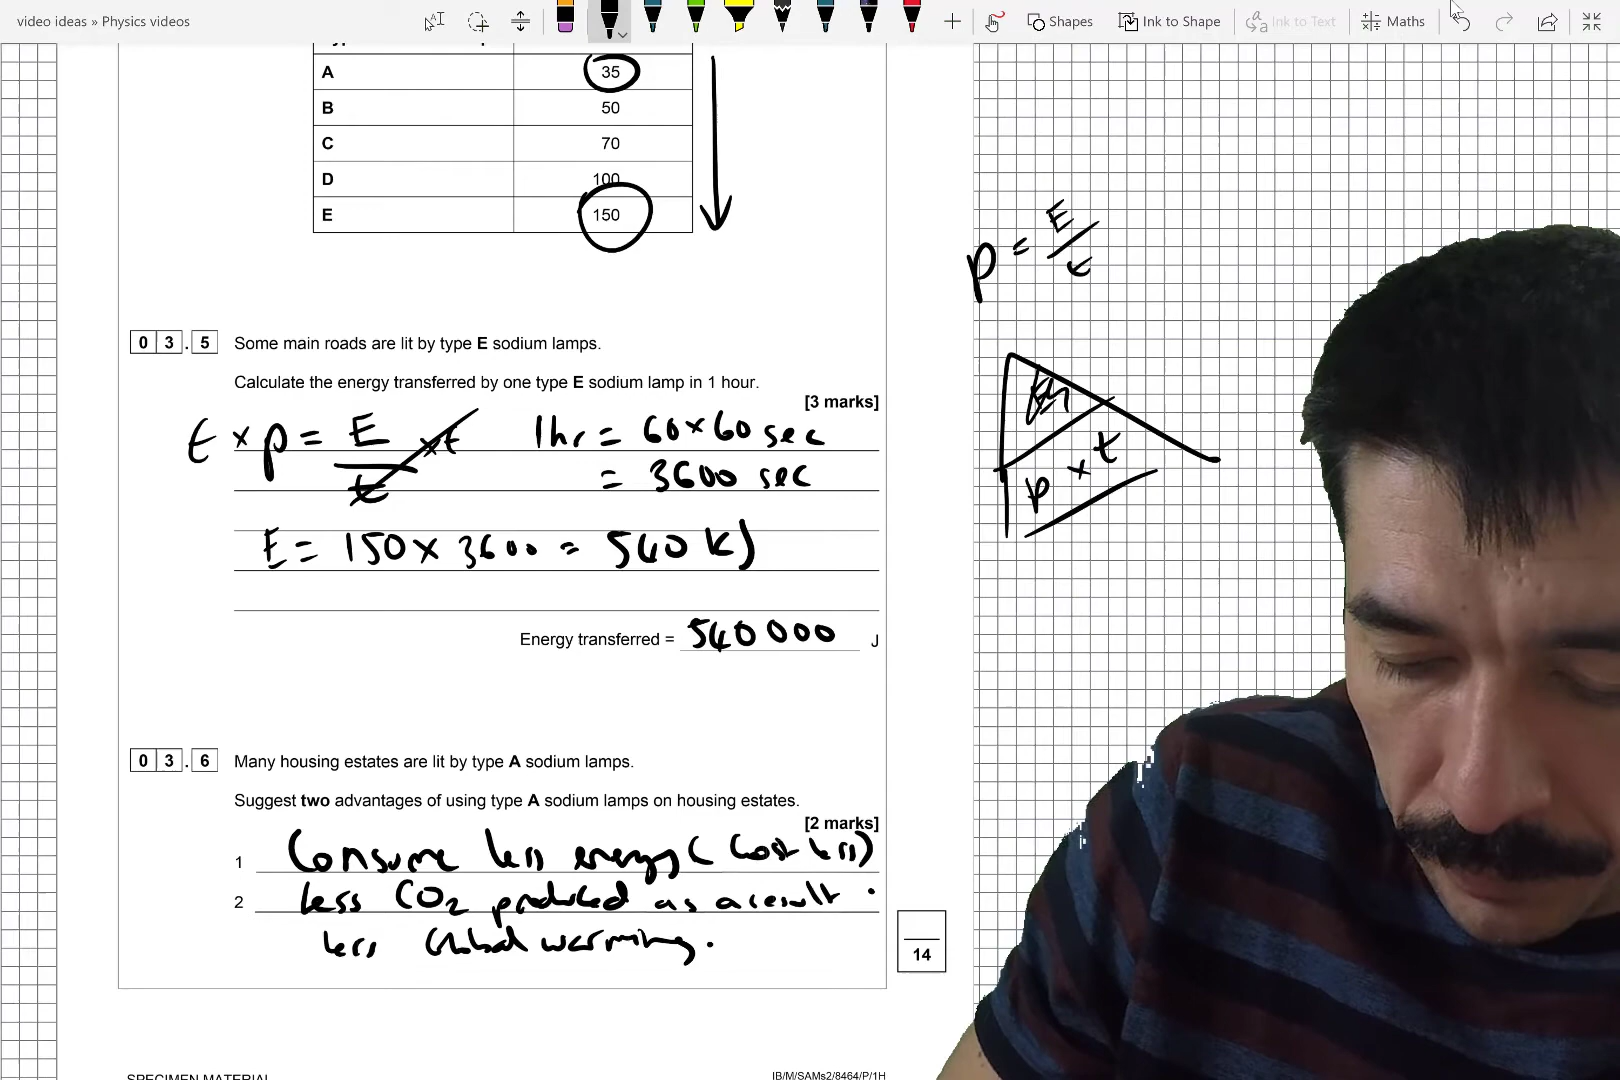 video ideas » Physics videos
Shapes
Ink to Shape
Ink to Text
Maths
A 35
B 50
C 70
D 100
E 150
P = E/t
0 3 . 5 Some main roads are lit by type E sodium lamps.
Calculate the energy transferred by one type E sodium lamp in 1 hour.
[3 marks]
t × P = E/t ×t 1hr = 60×60 sec
= 3600 sec
P × t
E = 150 × 3600 = 540 kJ
Energy transferred = 540 000 J
0 3 . 6 Many housing estates are lit by type A sodium lamps.
Suggest two advantages of using type A sodium lamps on housing estates.
[2 marks]
1 Consume less energy ( Cost less)
2 Less CO2 produced as a result .
less Global warming.
14
SPECIMEN MATERIAL
IB/M/SAMs2/8464/P/1H